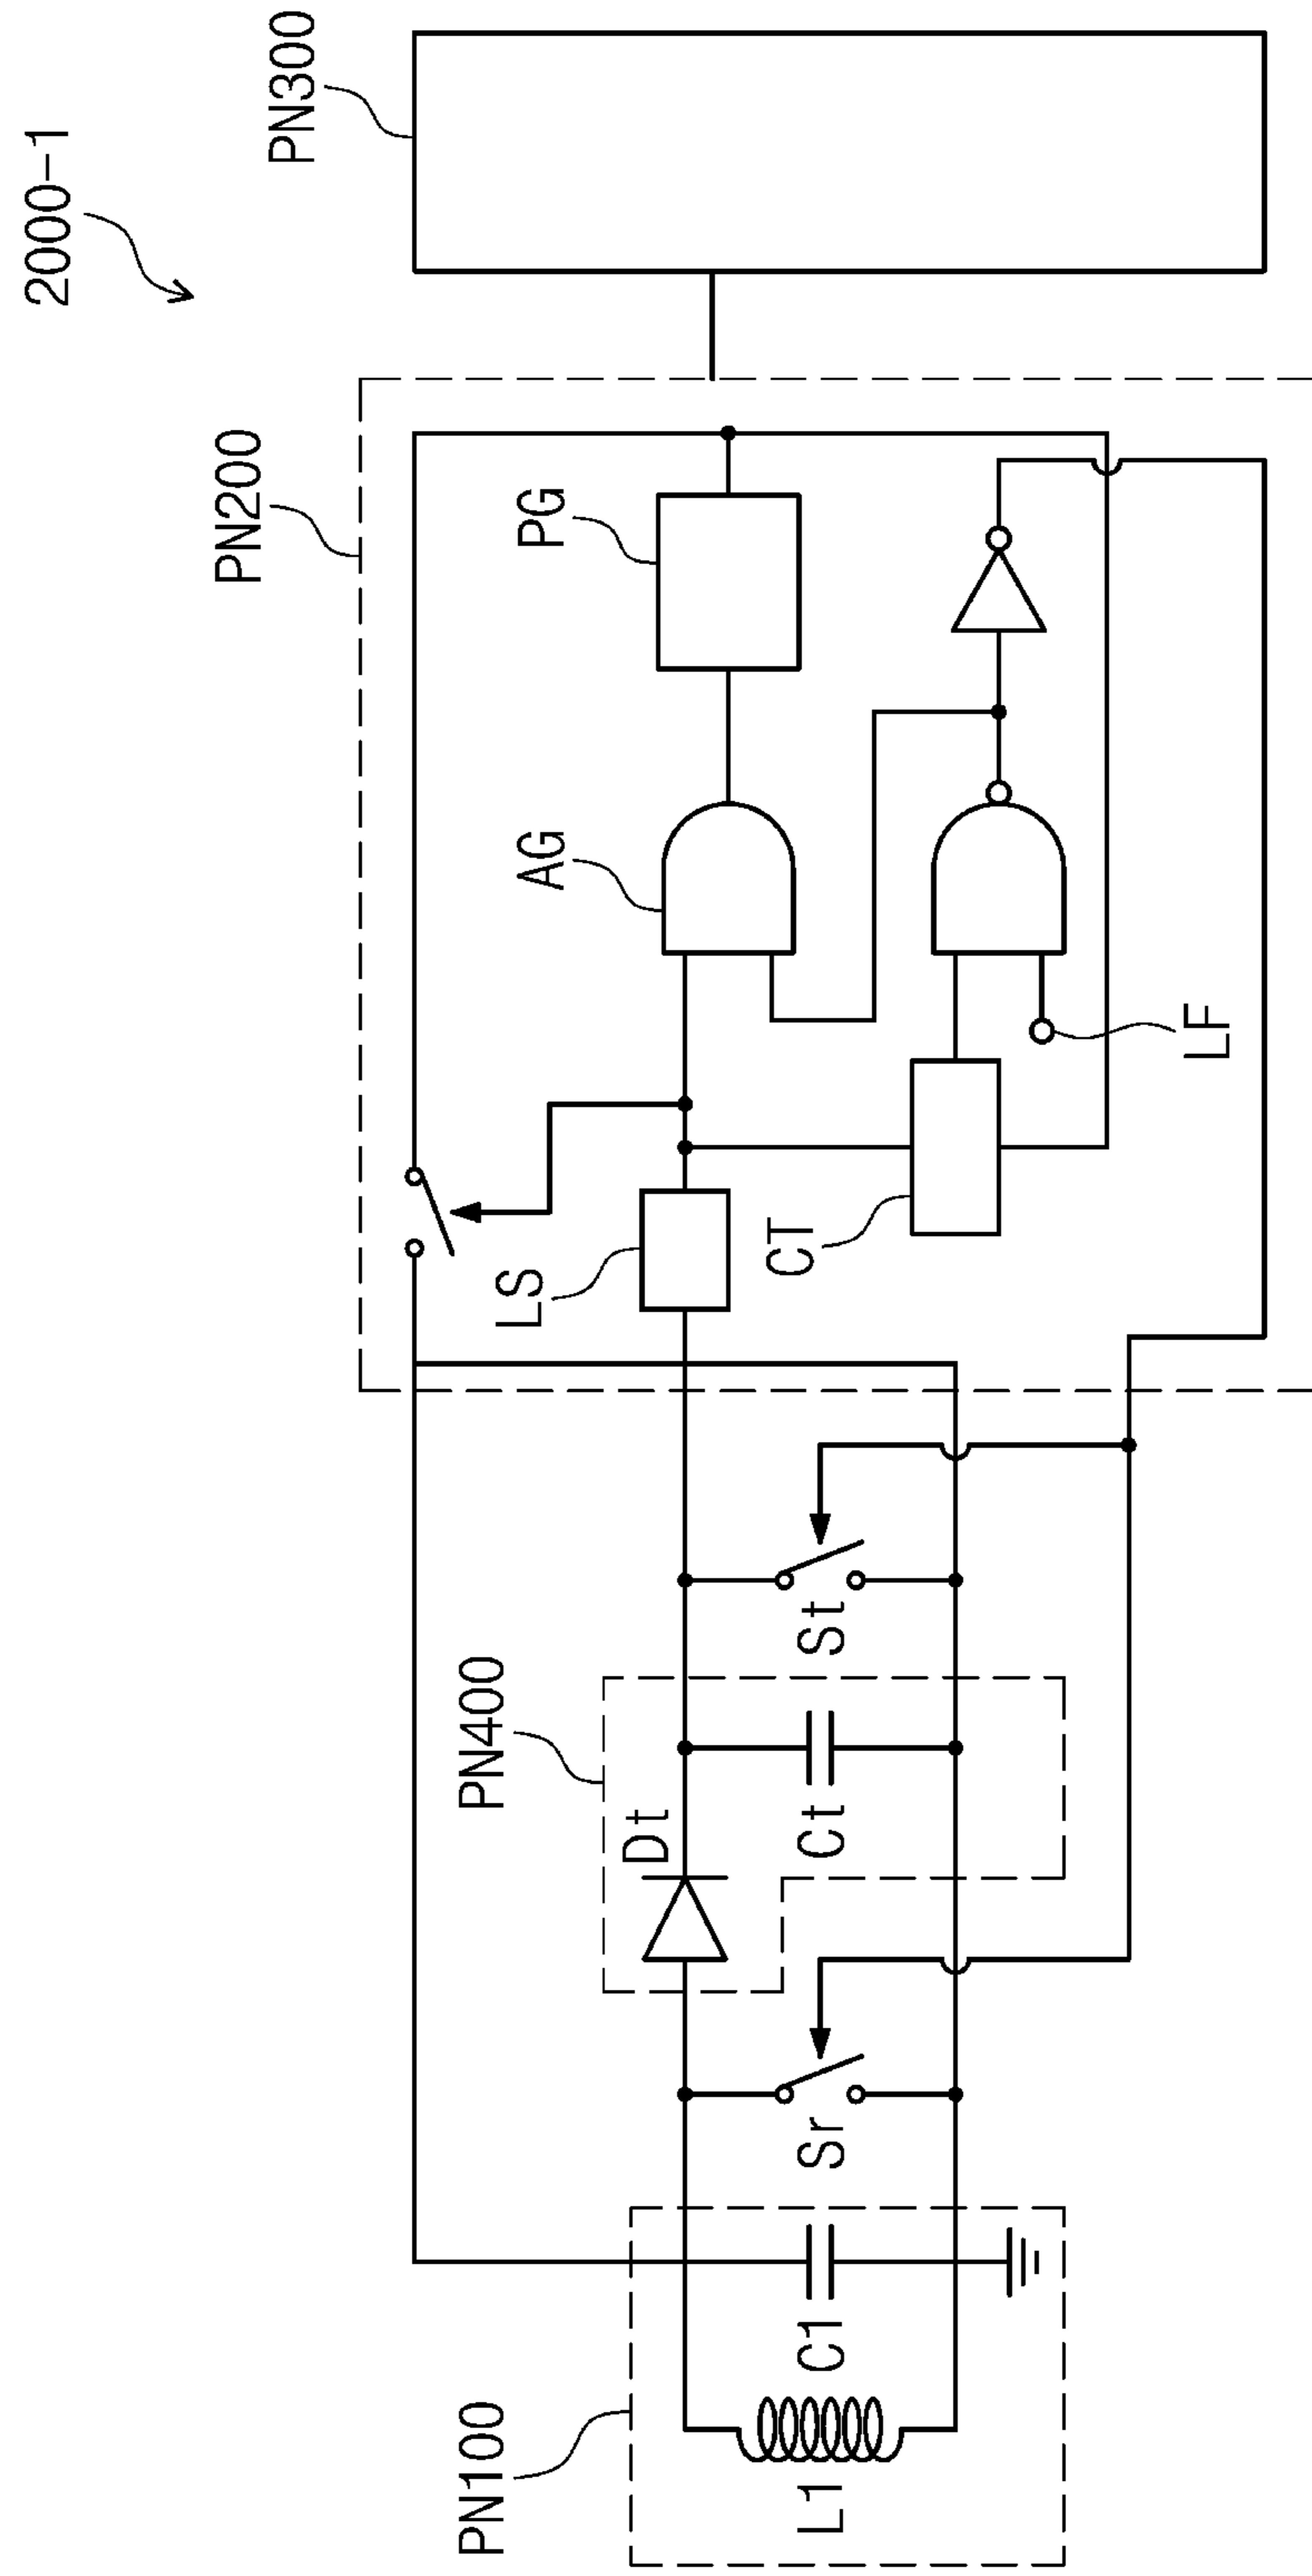 2000-1
PN300
PN200
PG
AG
LF
LS
CT
PN400
Dt
St
Ct
Sr
PN100
C1
L1